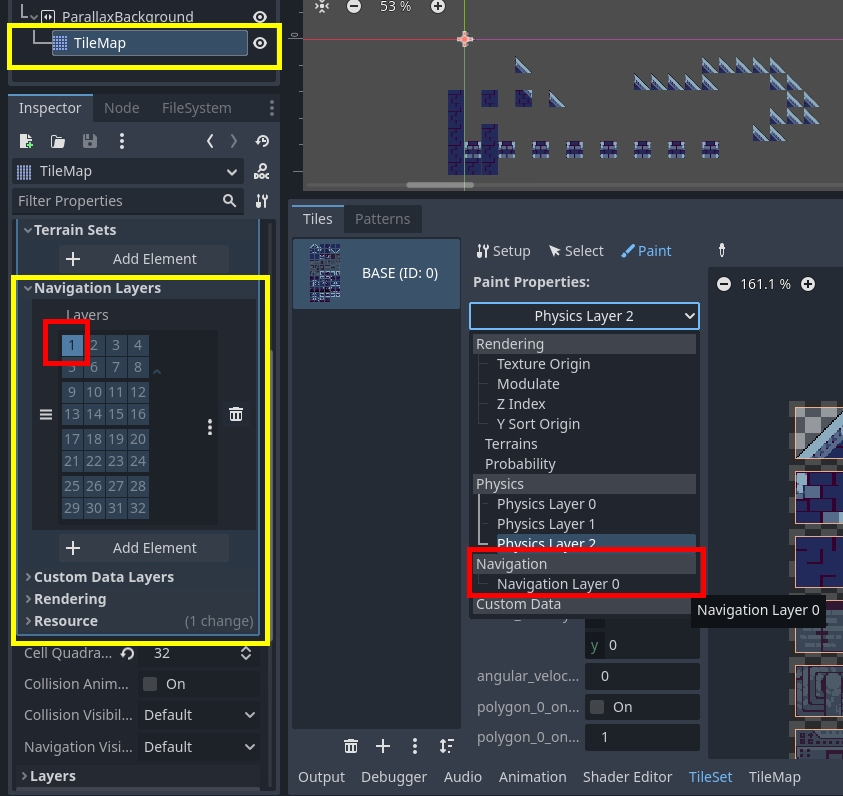 ParallaxBackground
TileMap
Inspector Node FileSystem
TileMap
DOC
Filter Properties
Terrain Sets
Add Element
Navigation Layers
Layers
1 2 3 4
5 6 7 8
9 10 11 12
13 14 15 16
17 18 19 20
21 22 23 24
25 26 27 28
29 30 31 32
Add Element
Custom Data Layers
Rendering
Resource (1 change)
Cell Quadra... 32
Collision Anim... On
Collision Visibil... Default
Navigation Visi... Default
Layers
53 %
0
Tiles Patterns
BASE (ID: 0)
Setup Select Paint
Paint Properties:
Physics Layer 2
Rendering
Texture Origin
Modulate
Z Index
Y Sort Origin
Terrains
Probability
Physics
Physics Layer 0
Physics Layer 1
Physics Layer 2
Navigation
Navigation Layer 0
Custom Data
Navigation Layer 0
y 0
angular_veloc... 0
polygon_0_on... On
polygon_0_on... 1
161.1 %
Output Debugger Audio Animation Shader Editor TileSet TileMap